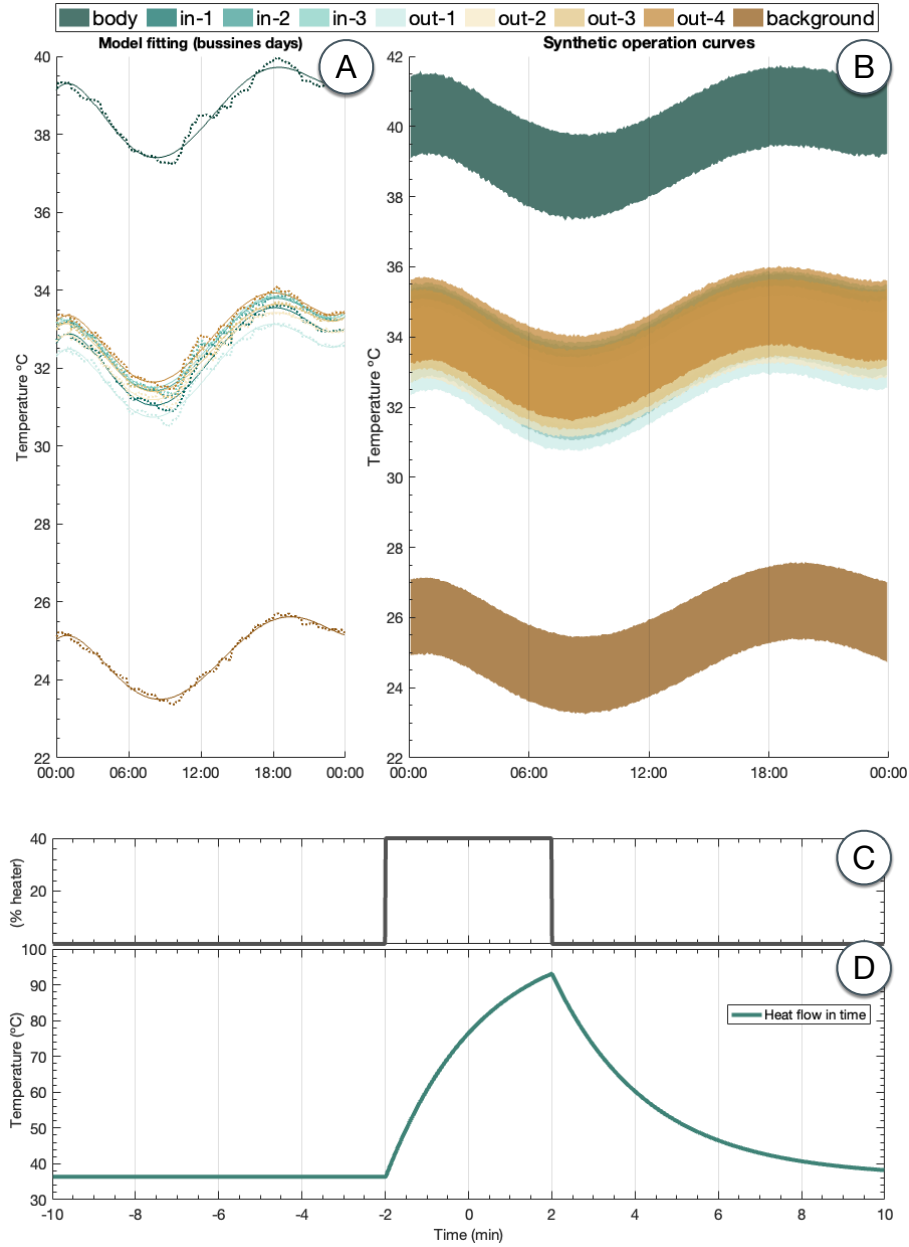 body in-1 in-2 in-3 out-1 out-2 out-3 out-4 background
Model fitting (bussines days)
A
40
38
36
34
32
30
28
26
24
22
Temperature ºC
00:00 06:00 12:00 18:00 00:00
Synthetic operation curves
B
42
40
38
36
34
32
30
28
26
24
22
Temperature ºC
00:00 06:00 12:00 18:00 00:00
C
40
20
(% heater)
D
100
90
80
70
60
50
40
30
Temperature (ºC)
Heat flow in time
-10 -8 -6 -4 -2 0 2 4 6 8 10
Time (min)